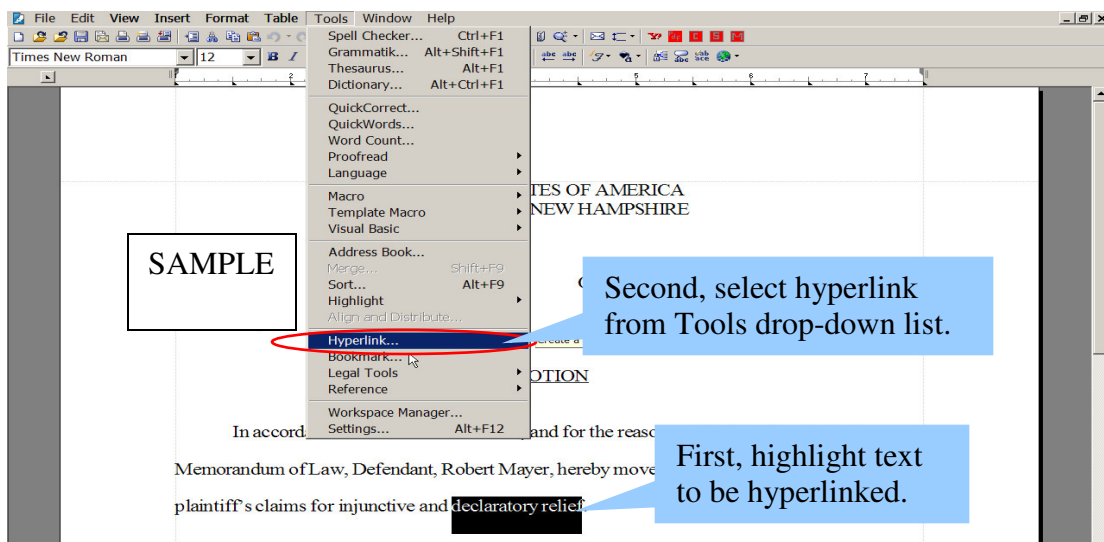 File Edit View Insert Format Table Tools Window Help
Times New Roman 12 B I
Spell Checker... Ctrl+F1
Grammatik... Alt+Shift+F1
Thesaurus... Alt+F1
Dictionary... Alt+Ctrl+F1
QuickCorrect...
QuickWords...
Word Count...
Proofread
Language
Macro
Template Macro
Visual Basic
Address Book...
Merge... Shift+F9
Sort... Alt+F9
Highlight
Align and Distribute...
Hyperlink...
Bookmark...
Legal Tools
Reference
Workspace Manager...
Settings... Alt+F12
TES OF AMERICA
NEW HAMPSHIRE
SAMPLE
Second, select hyperlink
from Tools drop-down list.
Create a
OTION
In accord and for the reaso
Memorandum of Law, Defendant, Robert Mayer, hereby move
plaintiff's claims for injunctive and declaratory relief
First, highlight text
to be hyperlinked.